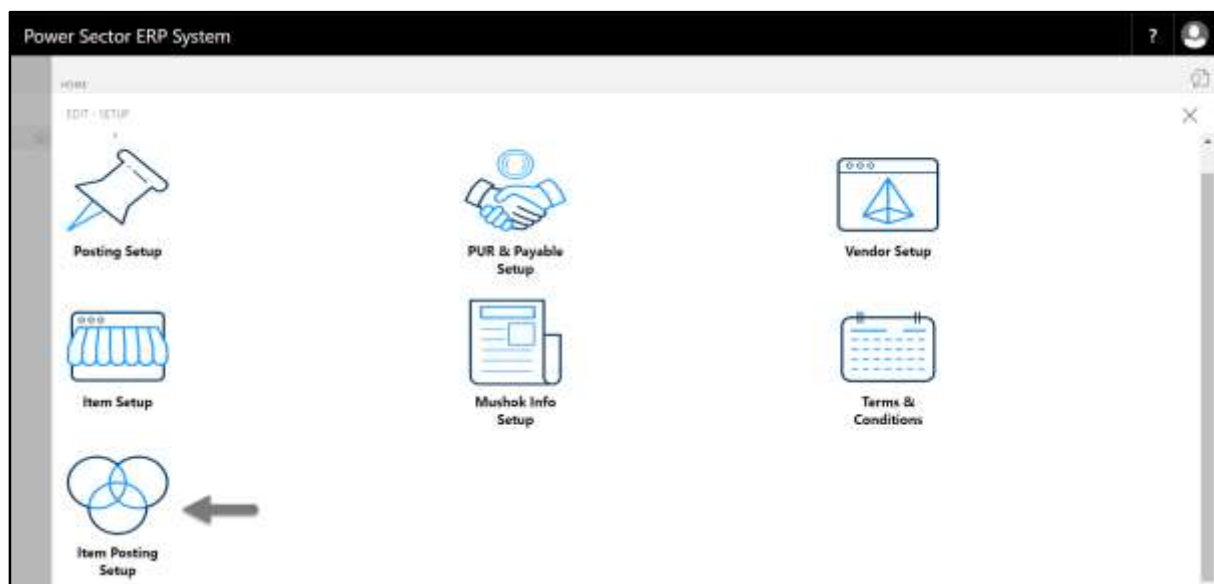 Power Sector ERP System ?
HOME
EDIT - SETUP
Posting Setup
PUR & Payable
Setup
Vendor Setup
Item Setup
Mushok Info
Setup
Terms &
Conditions
Item Posting
Setup